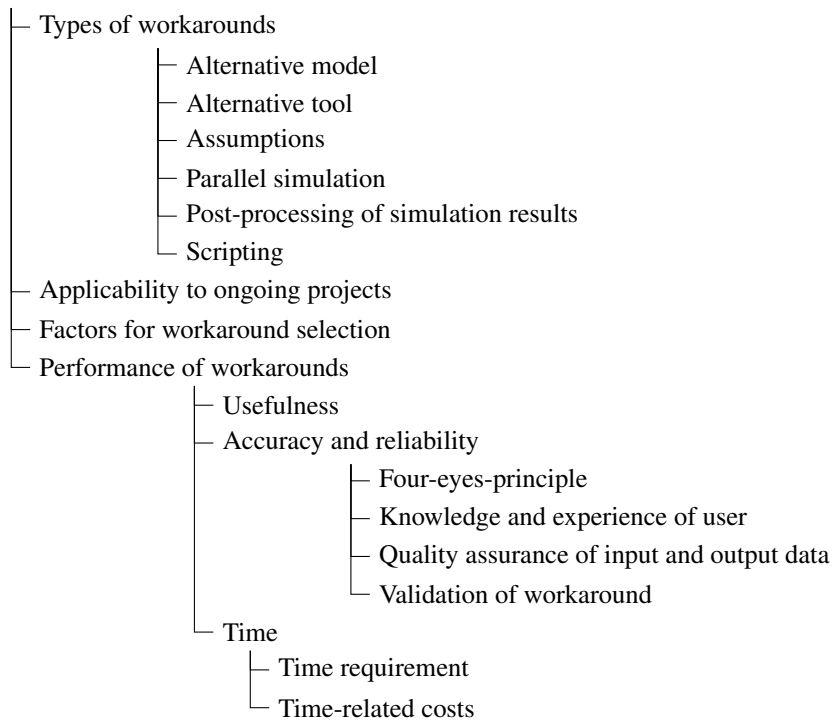 Types of workarounds
Alternative model
Alternative tool
Assumptions
Parallel simulation
Post-processing of simulation results
Scripting
Applicability to ongoing projects
Factors for workaround selection
Performance of workarounds
Usefulness
Accuracy and reliability
Four-eyes-principle
Knowledge and experience of user
Quality assurance of input and output data
Validation of workaround
Time
Time requirement
Time-related costs